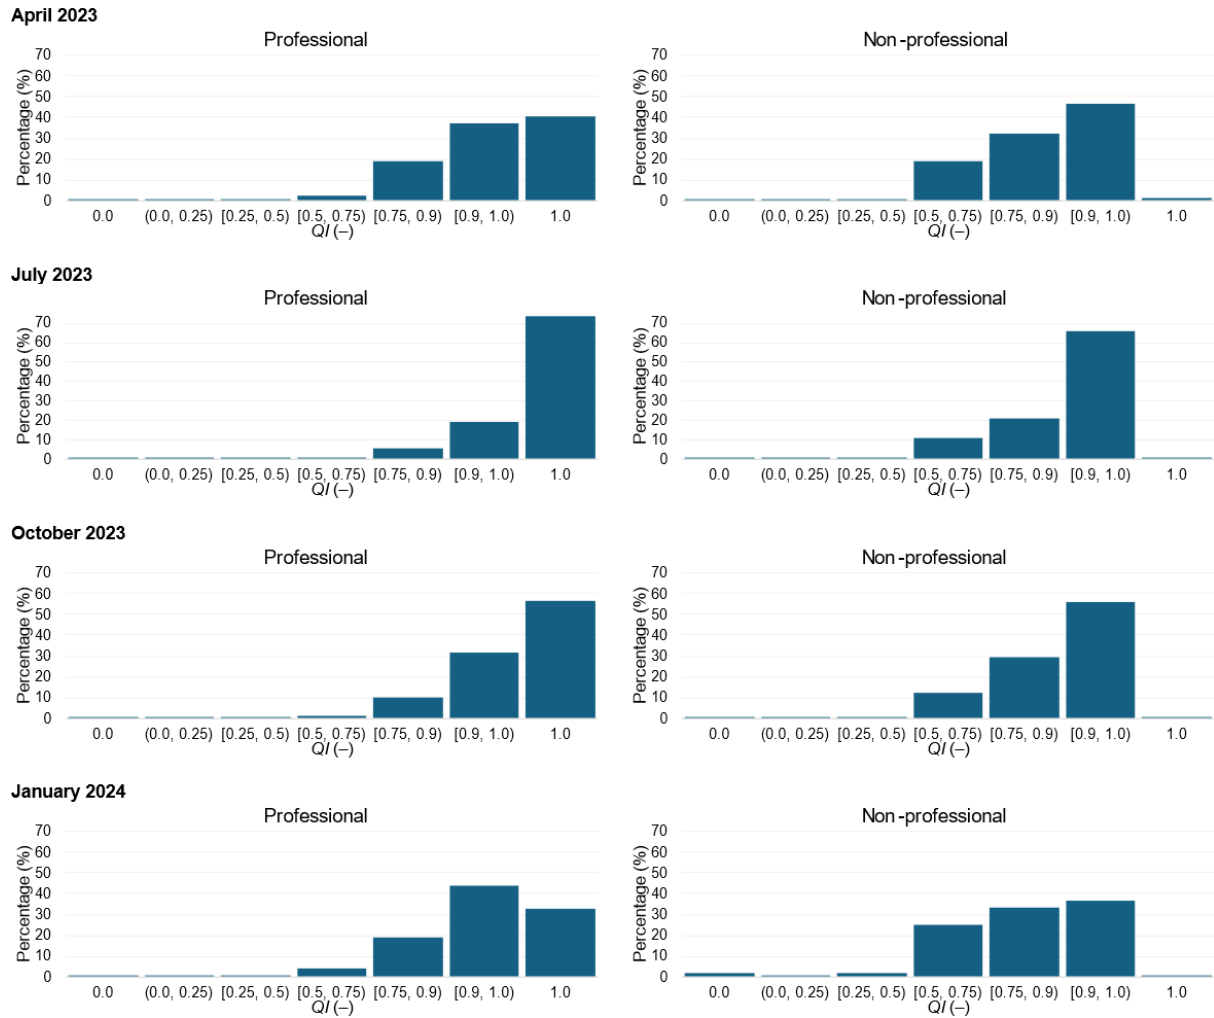 April 2023
Professional
Non-professional
Percentage (%)
70
60
50
40
30
20
10
0
0.0 (0.0, 0.25) [0.25, 0.5) [0.5, 0.75) [0.75, 0.9) [0.9, 1.0) 1.0
QI (–)
Percentage (%)
70
60
50
40
30
20
10
0
0.0 (0.0, 0.25) [0.25, 0.5) [0.5, 0.75) [0.75, 0.9) [0.9, 1.0) 1.0
QI (–)
July 2023
Professional
Non-professional
Percentage (%)
70
60
50
40
30
20
10
0
0.0 (0.0, 0.25) [0.25, 0.5) [0.5, 0.75) [0.75, 0.9) [0.9, 1.0) 1.0
QI (–)
Percentage (%)
70
60
50
40
30
20
10
0
0.0 (0.0, 0.25) [0.25, 0.5) [0.5, 0.75) [0.75, 0.9) [0.9, 1.0) 1.0
QI (–)
October 2023
Professional
Non-professional
Percentage (%)
70
60
50
40
30
20
10
0
0.0 (0.0, 0.25) [0.25, 0.5) [0.5, 0.75) [0.75, 0.9) [0.9, 1.0) 1.0
QI (–)
Percentage (%)
70
60
50
40
30
20
10
0
0.0 (0.0, 0.25) [0.25, 0.5) [0.5, 0.75) [0.75, 0.9) [0.9, 1.0) 1.0
QI (–)
January 2024
Professional
Non-professional
Percentage (%)
70
60
50
40
30
20
10
0
0.0 (0.0, 0.25) [0.25, 0.5) [0.5, 0.75) [0.75, 0.9) [0.9, 1.0) 1.0
QI (–)
Percentage (%)
70
60
50
40
30
20
10
0
0.0 (0.0, 0.25) [0.25, 0.5) [0.5, 0.75) [0.75, 0.9) [0.9, 1.0) 1.0
QI (–)